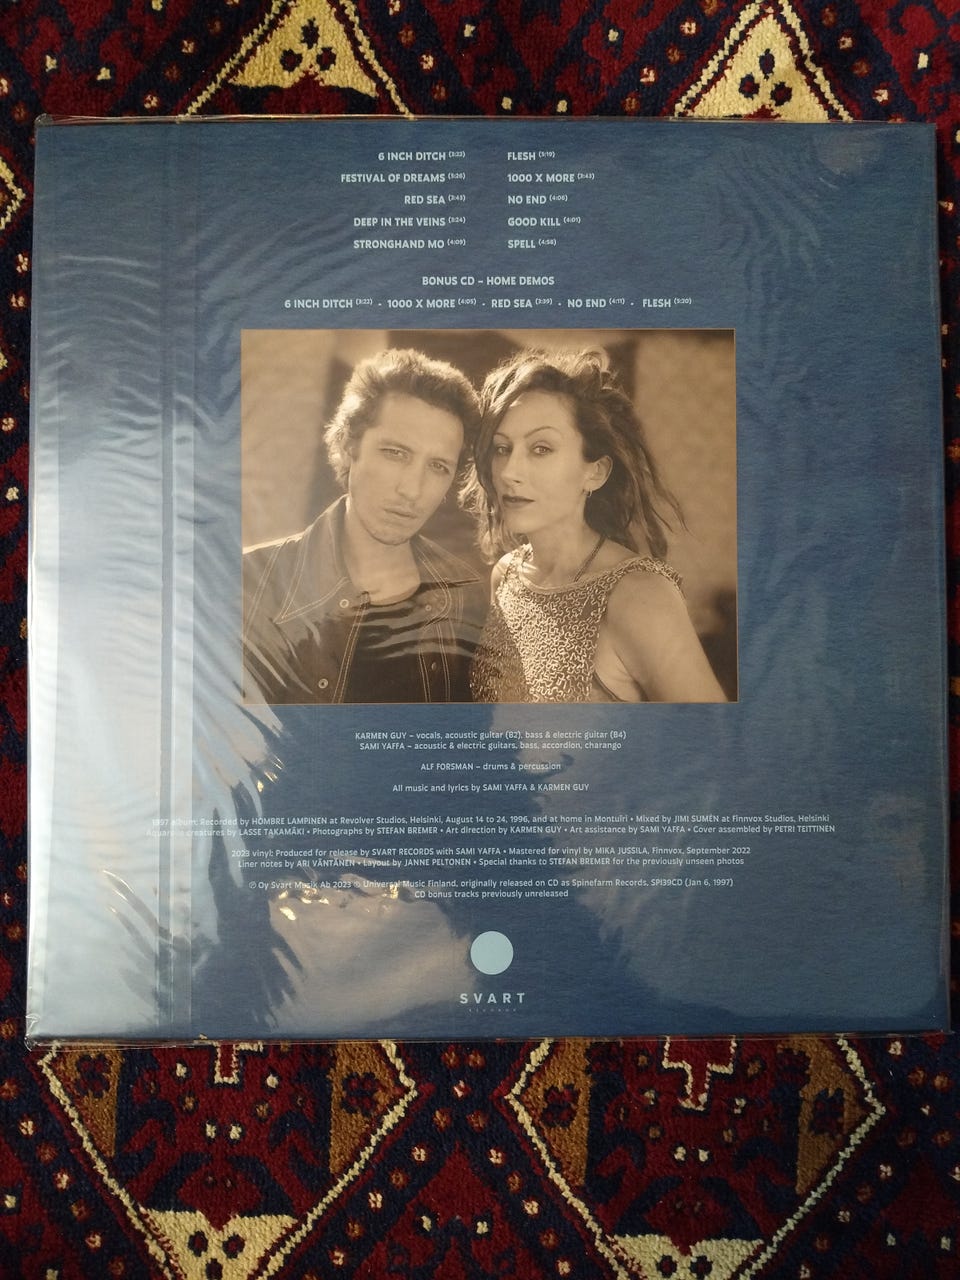 6 INCH DITCH (3:22)
FESTIVAL OF DREAMS (5:26)
RED SEA (3:43)
DEEP IN THE VEINS (3:24)
STRONGHAND MO (4:09)
FLESH (5:19)
1000 X MORE (3:43)
NO END (4:06)
GOOD KILL (4:01)
SPELL (4:58)
BONUS CD – HOME DEMOS
6 INCH DITCH (3:22) • 1000 X MORE (4:05) • RED SEA (3:39) • NO END (4:11) • FLESH (5:20)
KARMEN GUY – vocals, acoustic guitar (B2), bass & electric guitar (B4)
SAMI YAFFA – acoustic & electric guitars, bass, accordion, charango
ALF FORSMAN – drums & percussion
All music and lyrics by SAMI YAFFA & KARMEN GUY
1997 album: Recorded by HOMBRE LAMPINEN at Revolver Studios, Helsinki, August 14 to 24, 1996, and at home in Montuïri • Mixed by JIMI SUMÉN at Finnvox Studios, Helsinki
Aquarelle creatures by LASSE TAKAMÄKI • Photographs by STEFAN BREMER • Art direction by KARMEN GUY • Art assistance by SAMI YAFFA • Cover assembled by PETRI TEITTINEN
2023 vinyl: Produced for release by SVART RECORDS with SAMI YAFFA • Mastered for vinyl by MIKA JUSSILA, Finnvox, September 2022
Liner notes by ARI VÄNTÄNEN • Layout by JANNE PELTONEN • Special thanks to STEFAN BREMER for the previously unseen photos
℗ Oy Svart Musik Ab 2023 © Universal Music Finland, originally released on CD as Spinefarm Records, SPI39CD (Jan 6, 1997)
CD bonus tracks previously unreleased
SVART
records